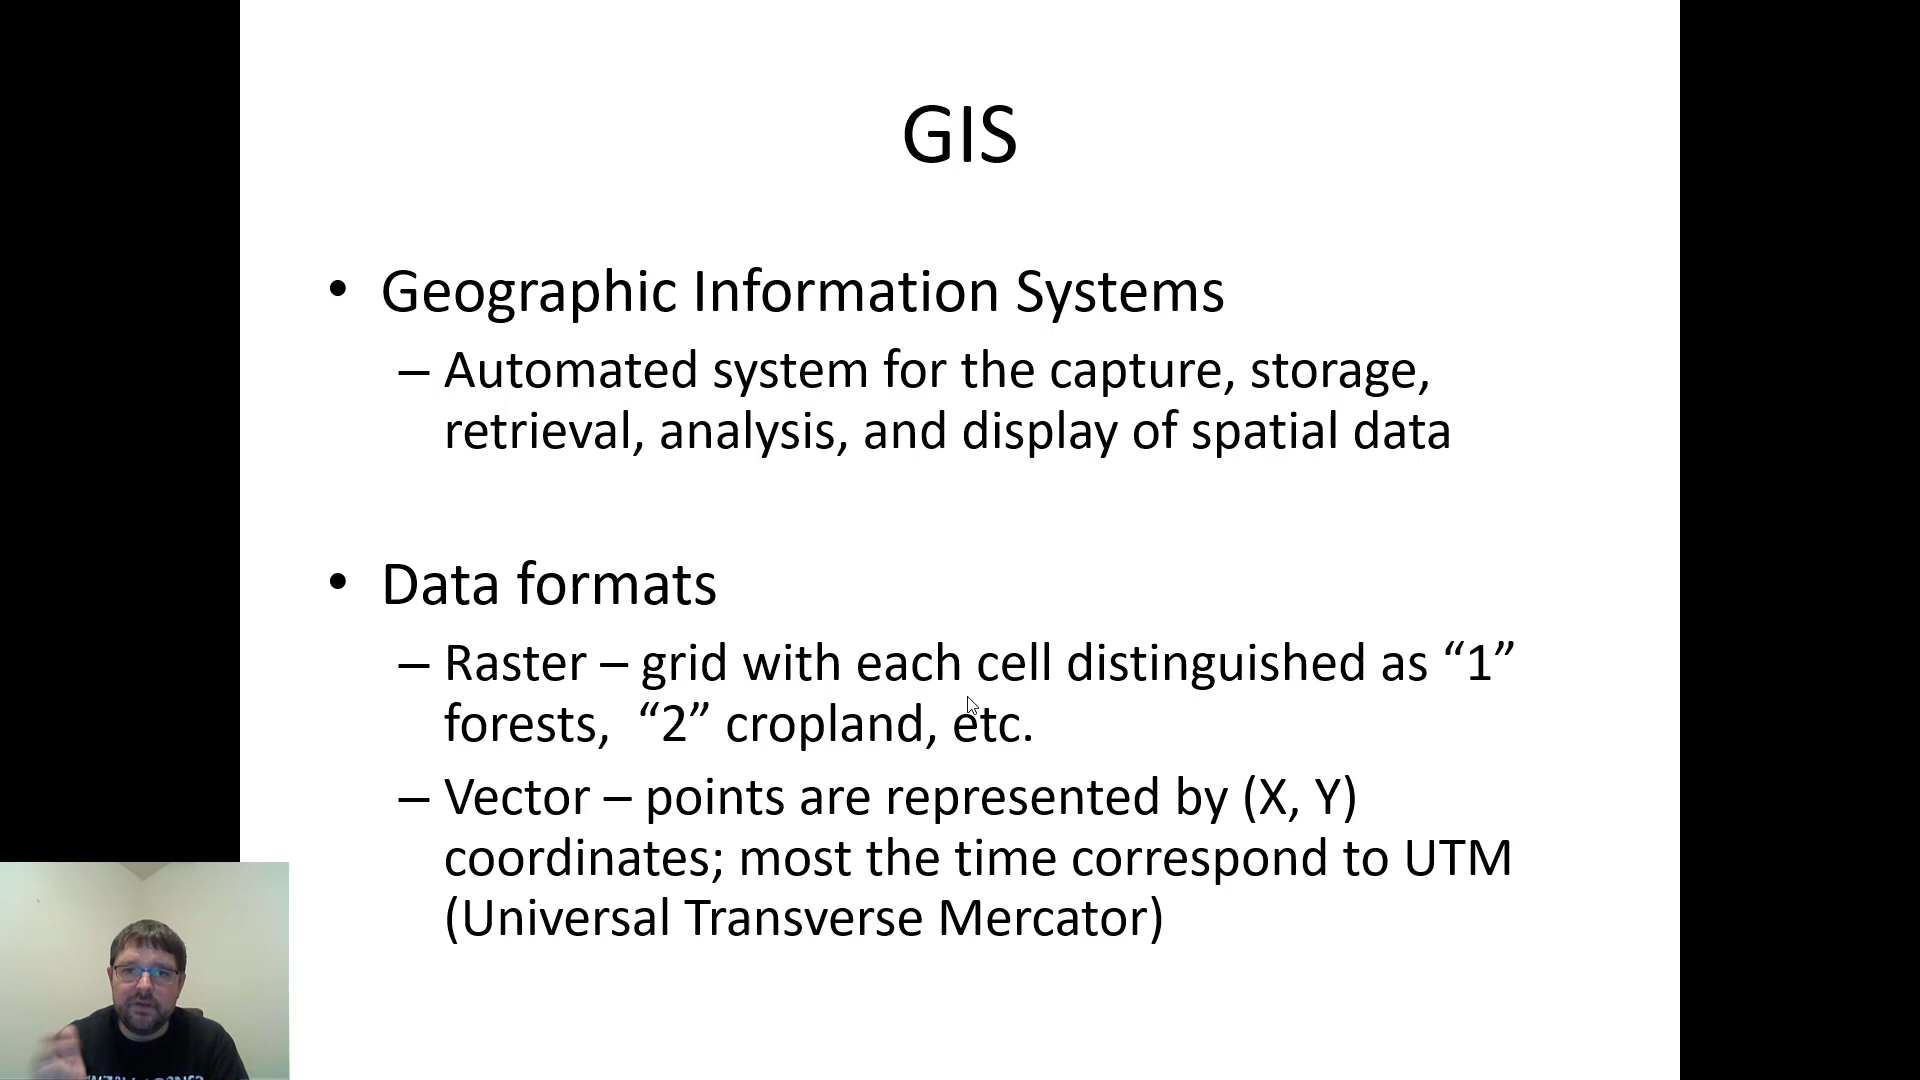 GIS
• Geographic Information Systems
– Automated system for the capture, storage,
retrieval, analysis, and display of spatial data
• Data formats
– Raster – grid with each cell distinguished as “1”
forests,  “2” cropland, etc.
– Vector – points are represented by (X, Y)
coordinates; most the time correspond to UTM
(Universal Transverse Mercator)